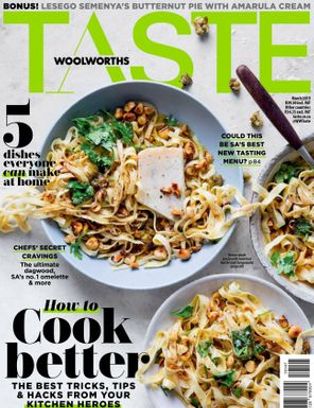 BONUS! LESEGO SEMENYA'S BUTTERNUT PIE WITH AMARULA CREAM
TASTE
WOOLWORTHS
5
dishes
everyone
can make
at home
COULD THIS
BE SA'S BEST
NEW TASTING
MENU? p84
CHEFS' SECRET
CRAVINGS
The ultimate
dagwood,
SA's no.1 omelette
& more
How to
Cook
better
THE BEST TRICKS, TIPS
& HACKS FROM YOUR
KITCHEN HEROES